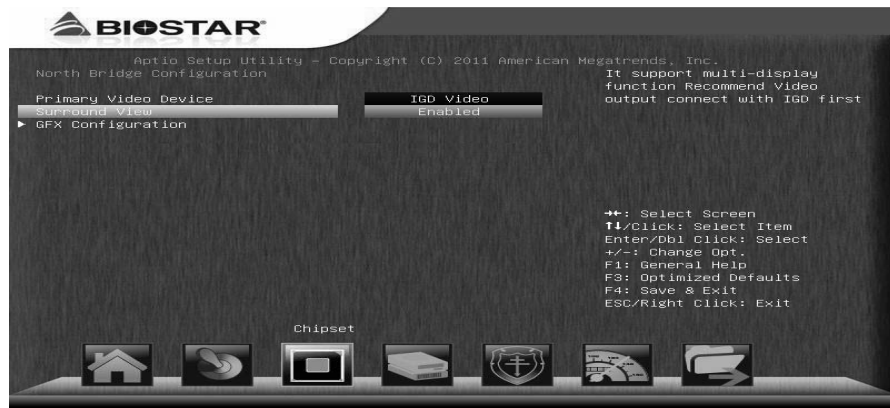 BIOSTAR
Aptio Setup Utility - Copyright (C) 2011 American Megatrends, Inc.
North Bridge Configuration
Primary Video Device IGD Video
Surround View Enabled
▶ GFX Configuration
It support multi-display
function Recommend Video
output connect with IGD first
→←: Select Screen
↑↓/Click: Select Item
Enter/Dbl Click: Select
+/-: Change Opt.
F1: General Help
F3: Optimized Defaults
F4: Save & Exit
ESC/Right Click: Exit
Chipset